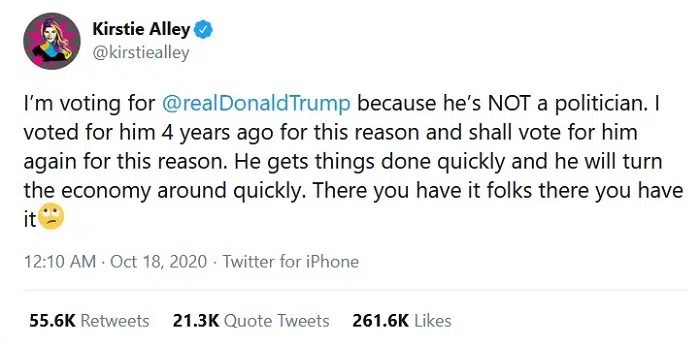 Kirstie Alley
@kirstiealley
I'm voting for @realDonaldTrump because he's NOT a politician. I
voted for him 4 years ago for this reason and shall vote for him
again for this reason. He gets things done quickly and he will turn
the economy around quickly. There you have it folks there you have
it🙄
12:10 AM · Oct 18, 2020 · Twitter for iPhone
55.6K Retweets 21.3K Quote Tweets 261.6K Likes